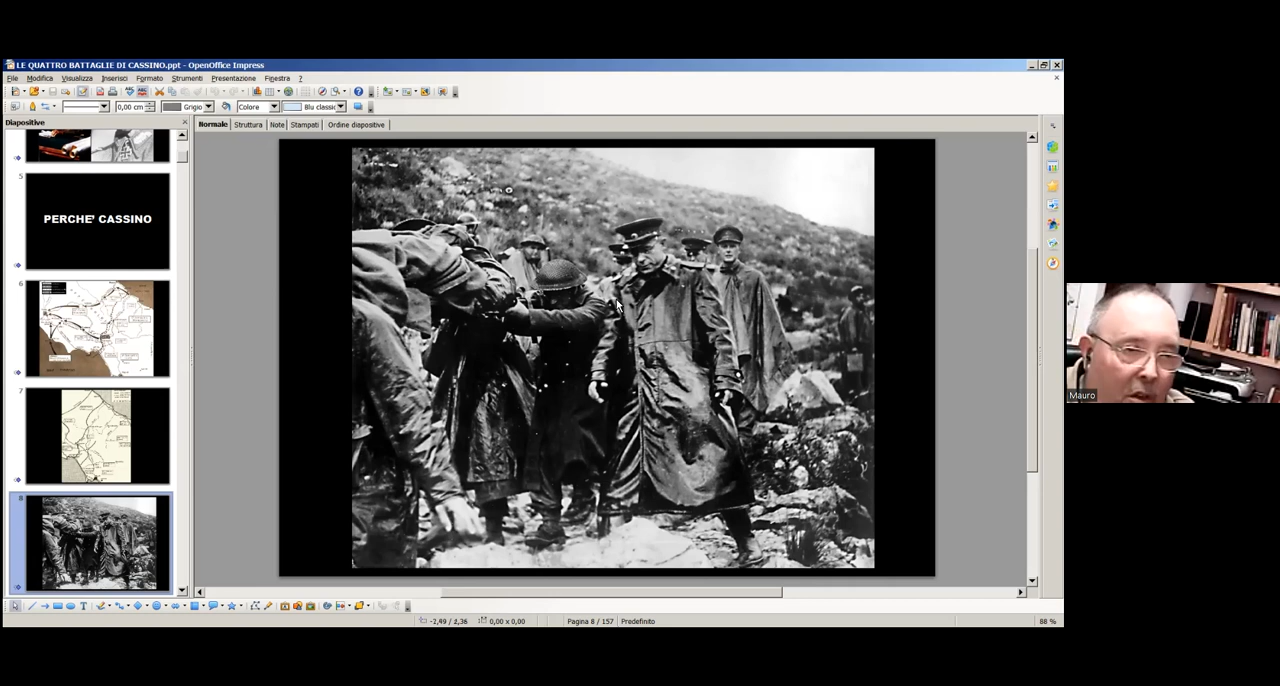 LE QUATTRO BATTAGLIE DI CASSINO.ppt - OpenOffice Impress
File Modifica Visualizza Inserisci Formato Strumenti Presentazione Finestra ?
0,00 cm Grigio Colore Blu classic
Diapositive
Normale Struttura Note Stampati Ordine diapositive
5
PERCHE' CASSINO
6
7
8
Mauro
-2,49 / 2,38 0,00 x 0,00 Pagina 8 / 157 Predefinito 88 %